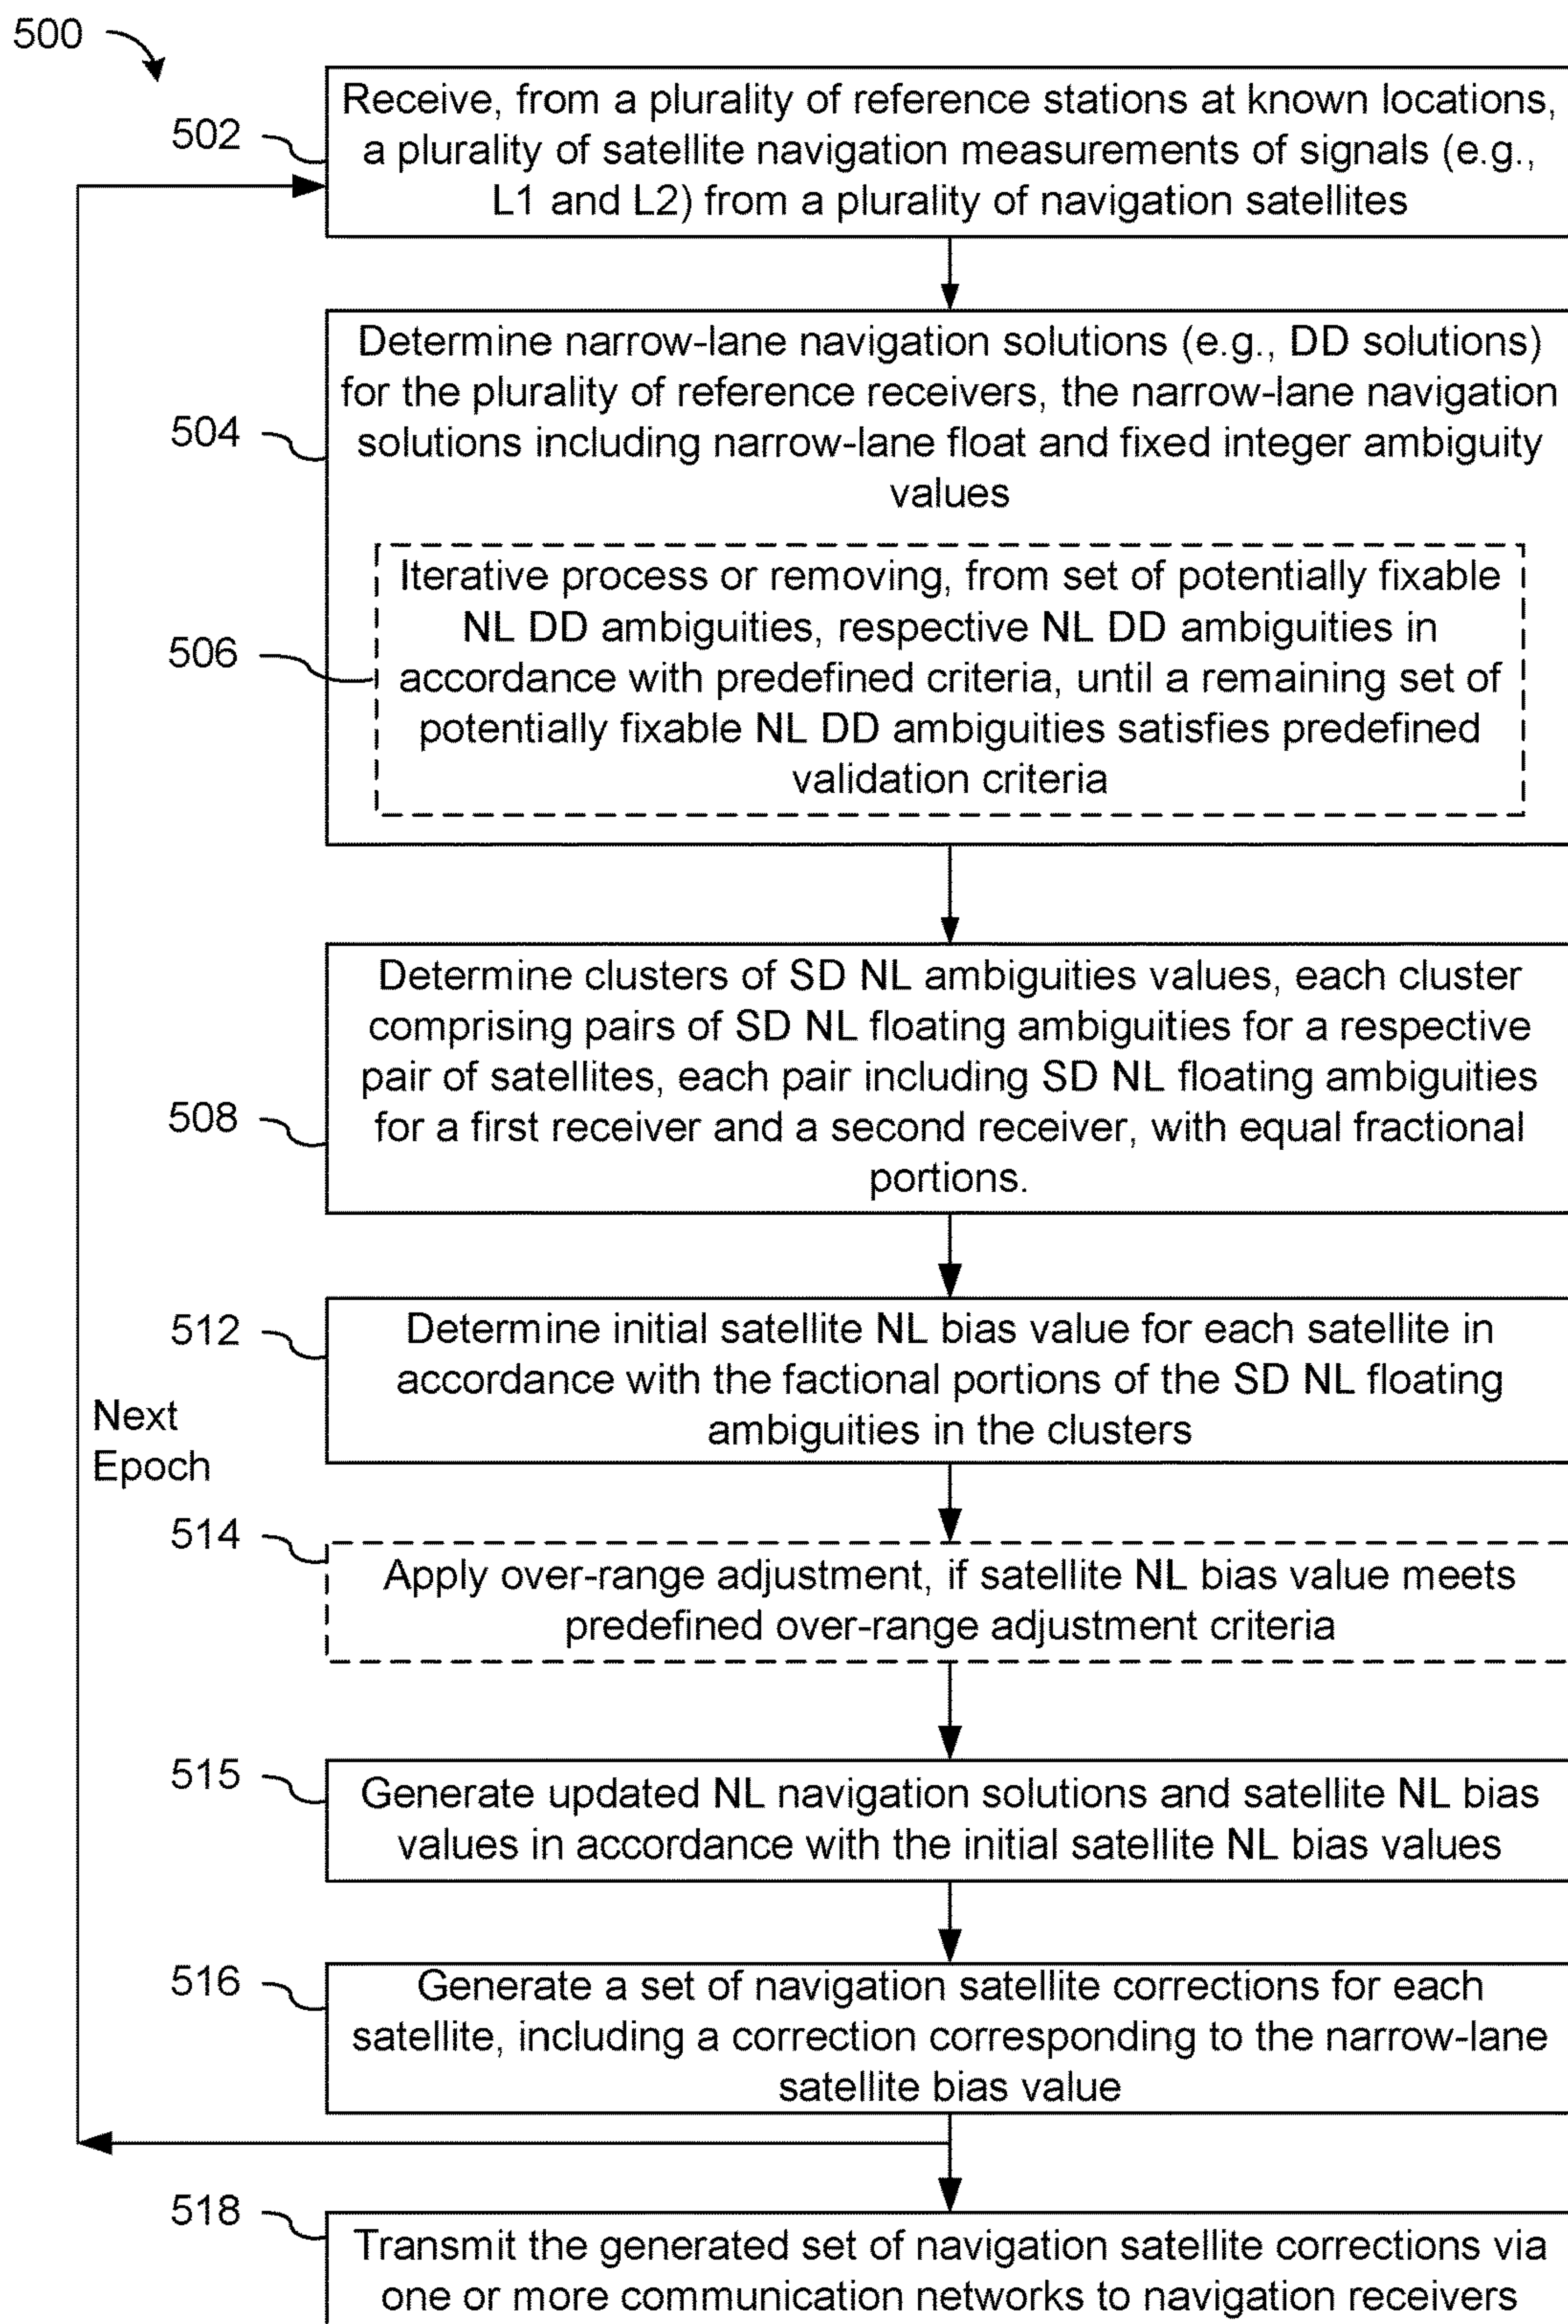 500
502
Receive, from a plurality of reference stations at known locations,
a plurality of satellite navigation measurements of signals (e.g.,
L1 and L2) from a plurality of navigation satellites
504
Determine narrow-lane navigation solutions (e.g., DD solutions)
for the plurality of reference receivers, the narrow-lane navigation
solutions including narrow-lane float and fixed integer ambiguity
values
506
Iterative process or removing, from set of potentially fixable
NL DD ambiguities, respective NL DD ambiguities in
accordance with predefined criteria, until a remaining set of
potentially fixable NL DD ambiguities satisfies predefined
validation criteria
508
Determine clusters of SD NL ambiguities values, each cluster
comprising pairs of SD NL floating ambiguities for a respective
pair of satellites, each pair including SD NL floating ambiguities
for a first receiver and a second receiver, with equal fractional
portions.
512
Determine initial satellite NL bias value for each satellite in
accordance with the factional portions of the SD NL floating
ambiguities in the clusters
Next
Epoch
514
Apply over-range adjustment, if satellite NL bias value meets
predefined over-range adjustment criteria
515
Generate updated NL navigation solutions and satellite NL bias
values in accordance with the initial satellite NL bias values
516
Generate a set of navigation satellite corrections for each
satellite, including a correction corresponding to the narrow-lane
satellite bias value
518
Transmit the generated set of navigation satellite corrections via
one or more communication networks to navigation receivers